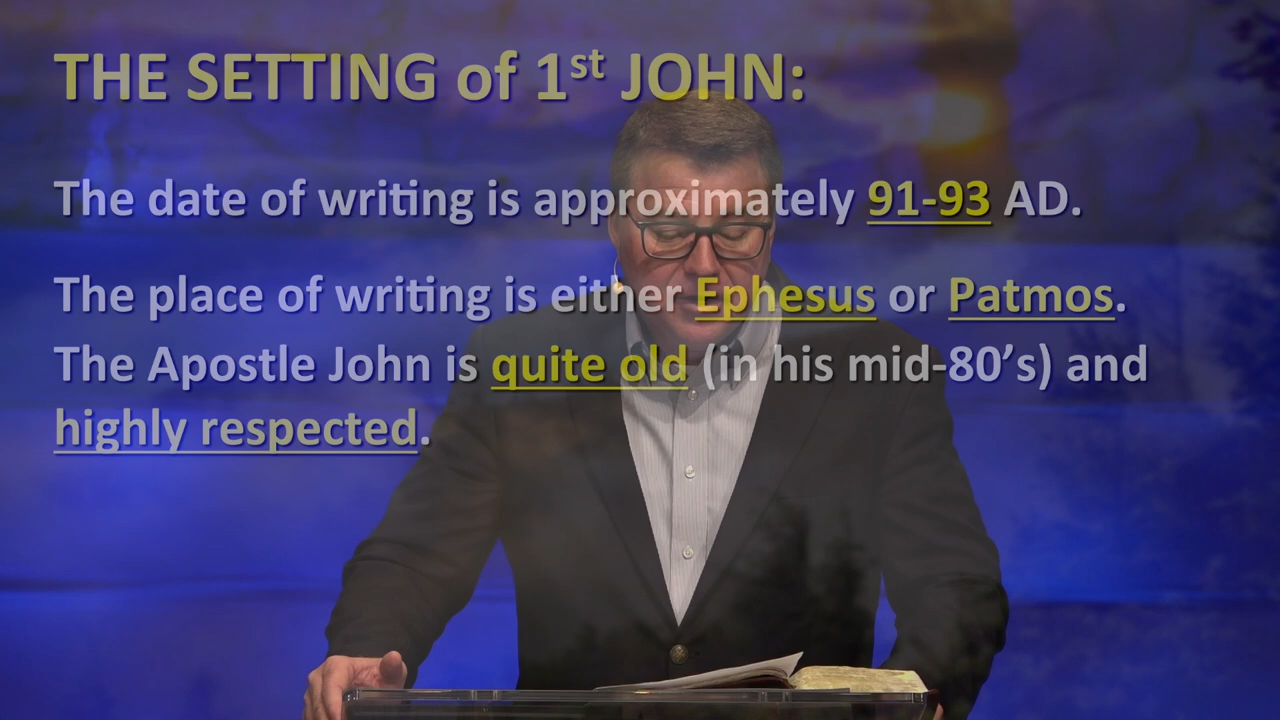 THE SETTING of 1st JOHN:
The date of writing is approximately 91-93 AD.
The place of writing is either Ephesus or Patmos.
The Apostle John is quite old (in his mid-80’s) and
highly respected.